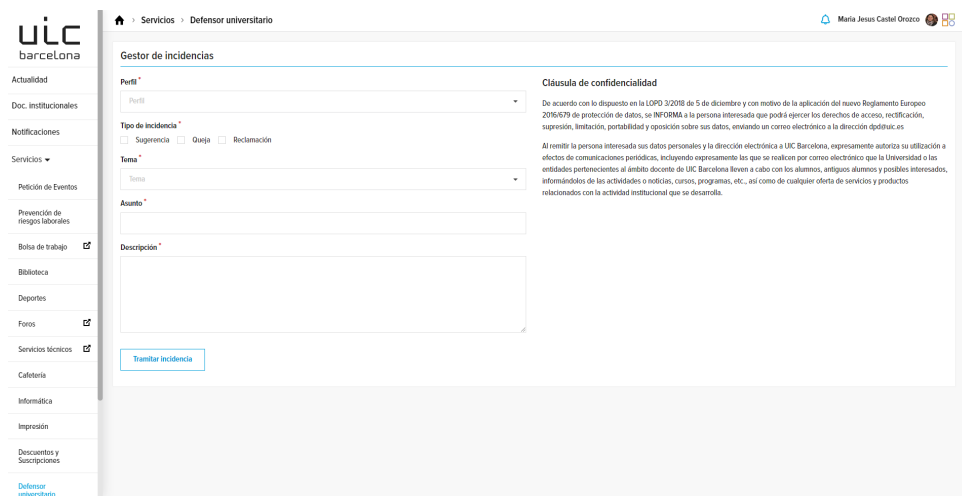 uic
barcelona
Actualidad
Doc. institucionales
Notificaciones
Servicios
Petición de Eventos
Prevención de
riesgos laborales
Bolsa de trabajo
Biblioteca
Deportes
Foros
Servicios técnicos
Cafetería
Informática
Impresión
Descuentos y
Suscripciones
Defensor
universitario
> Servicios > Defensor universitario
Maria Jesus Castel Orozco
Gestor de incidencias
Perfil *
Perfil
Tipo de incidencia *
Sugerencia Queja Reclamación
Tema *
Tema
Asunto *
Descripción *
Tramitar incidencia
Cláusula de confidencialidad
De acuerdo con lo dispuesto en la LOPD 3/2018 de 5 de diciembre y con motivo de la aplicación del nuevo Reglamento Europeo
2016/679 de protección de datos, se INFORMA a la persona interesada que podrá ejercer los derechos de acceso, rectificación,
supresión, limitación, portabilidad y oposición sobre sus datos, enviando un correo electrónico a la dirección dpd@uic.es
Al remitir la persona interesada sus datos personales y la dirección electrónica a UIC Barcelona, expresamente autoriza su utilización a
efectos de comunicaciones periódicas, incluyendo expresamente las que se realicen por correo electrónico que la Universidad o las
entidades pertenecientes al ámbito docente de UIC Barcelona lleven a cabo con los alumnos, antiguos alumnos y posibles interesados,
informándolos de las actividades o noticias, cursos, programas, etc., así como de cualquier oferta de servicios y productos
relacionados con la actividad institucional que se desarrolla.